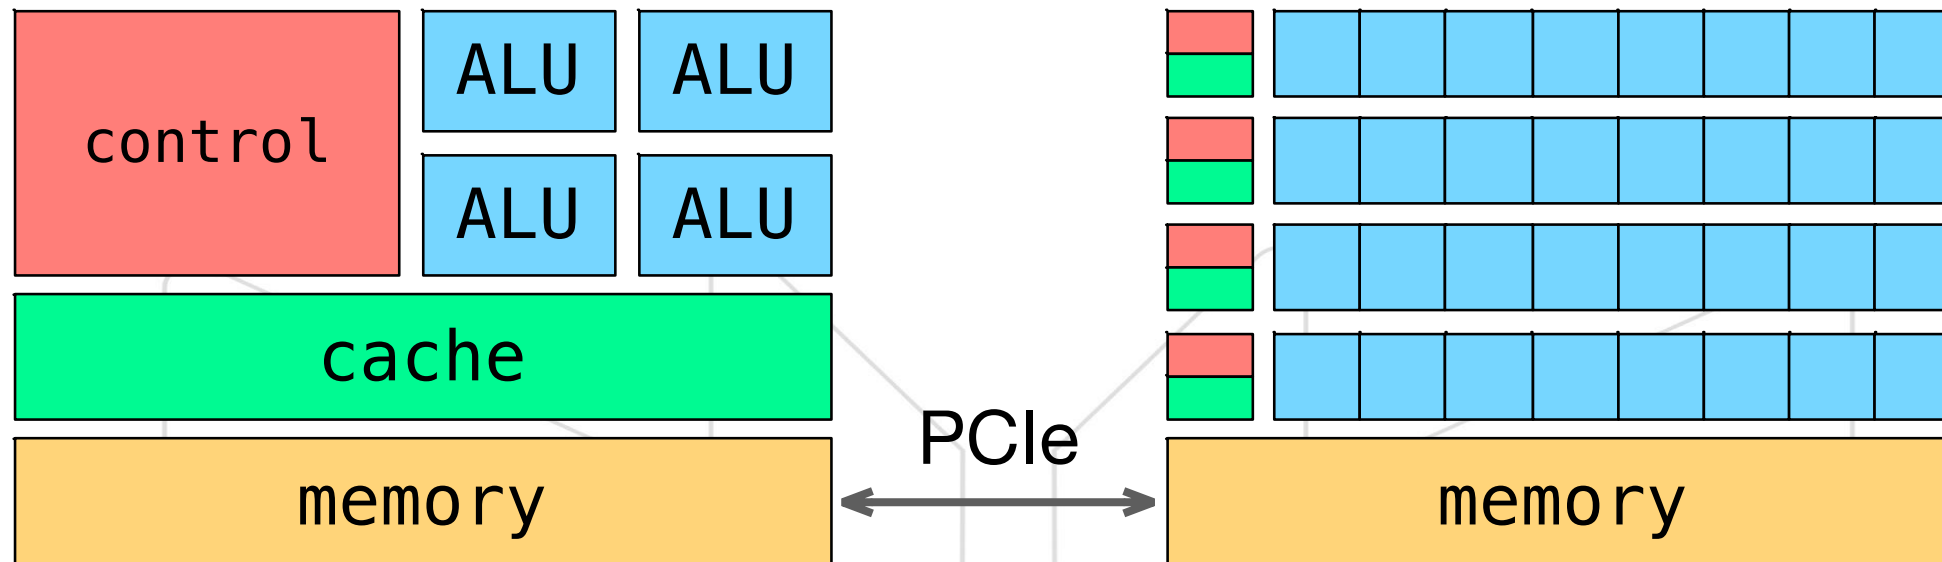 control
ALU
ALU
ALU
ALU
cache
memory
PCIe
memory